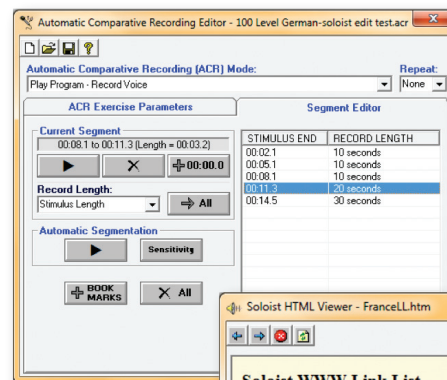 Automatic Comparative Recording Editor - 100 Level German-soloist edit test.acr
Automatic Comparative Recording (ACR) Mode:
Repeat:
Play Program - Record Voice
None
ACR Exercise Parameters
Segment Editor
Current Segment
00:08.1 to 00:11.3 (Length = 00:03.2)
00:00.0
Record Length:
Stimulus Length
All
Automatic Segmentation
Sensitivity
BOOK
MARKS
All
STIMULUS END RECORD LENGTH
00:02.1 10 seconds
00:05.1 10 seconds
00:08.1 10 seconds
00:11.3 20 seconds
00:14.5 30 seconds
Soloist HTML Viewer - FranceLL.htm
Soloist WWW Link List